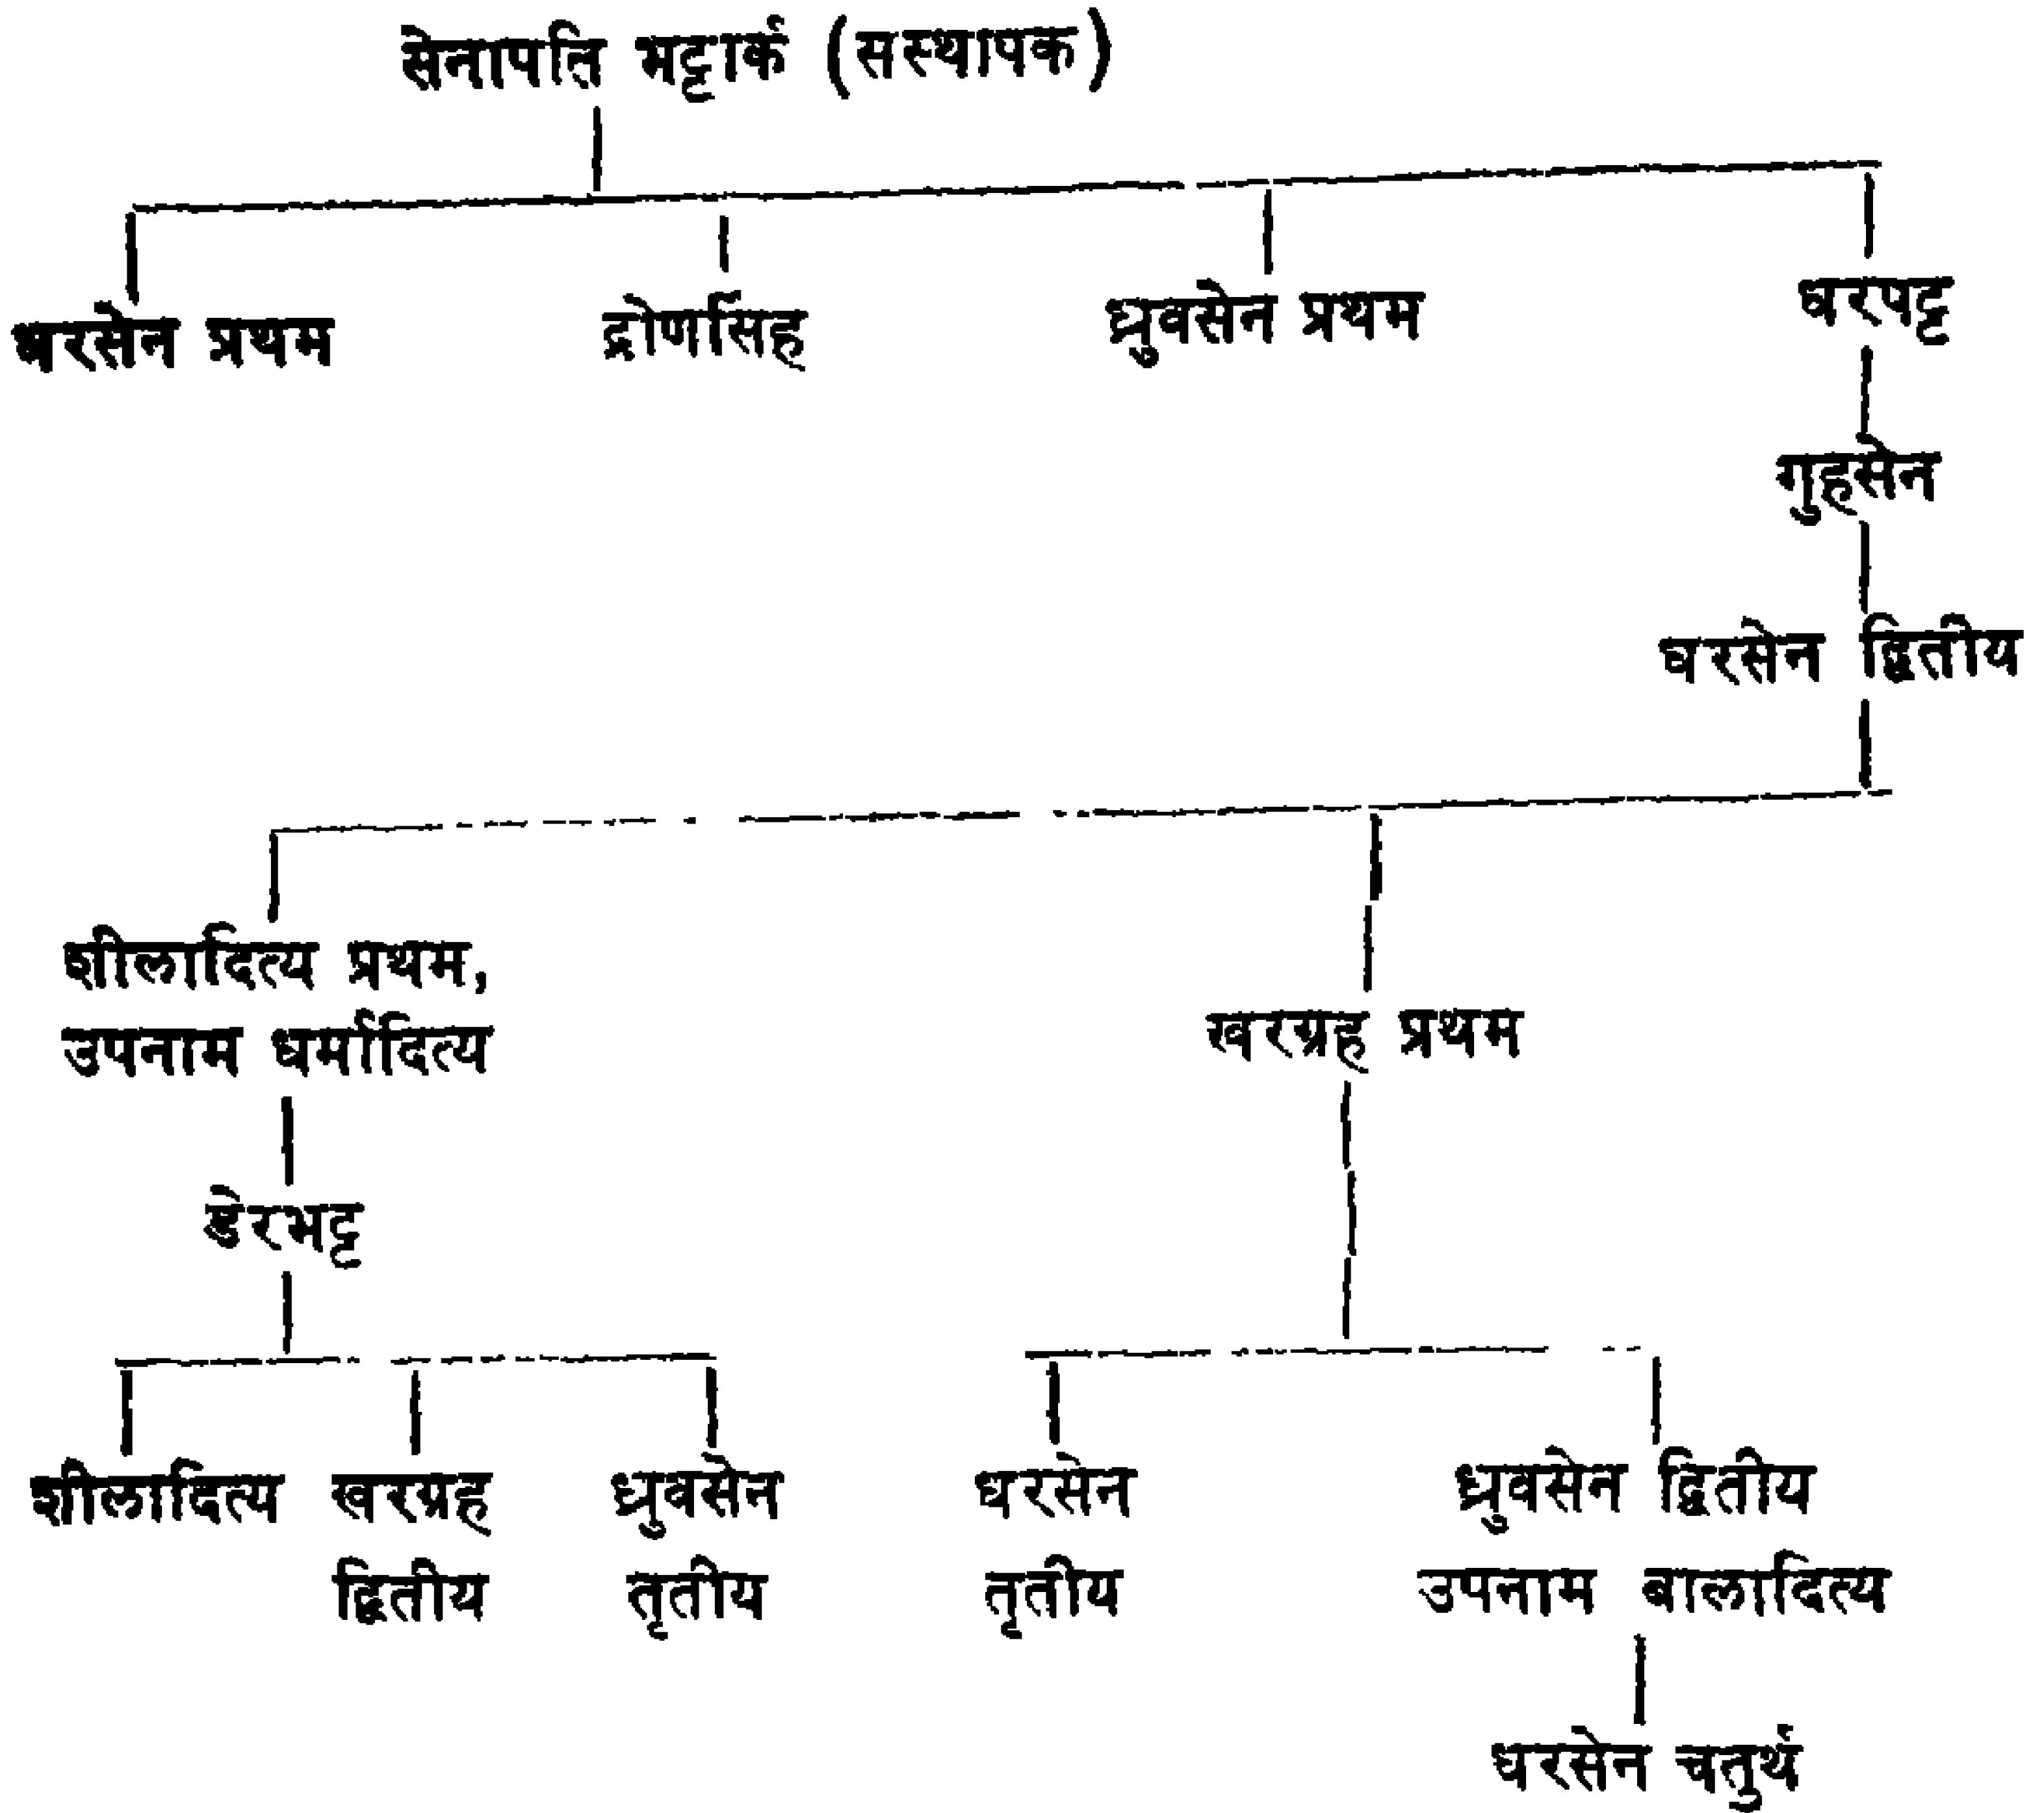 सेनापति भट्टार्क (सस्थापक)
धरसेन प्रथम द्रोणसिंह ध्रुवसेन प्रथम धरपट्ट
गुहसेन
धरसेन द्वितीय
शीलादित्य प्रथम,
उपनाम धर्मादित्य
खरग्रह प्रथम
डेरभट्ट
शीलादित्य खरग्रह ध्रुवसेन धरसेन ध्रुवसेन द्वितीय
द्वितीय तृतीय तृतीय उपनाम बालादित्य
धरसेन चतुर्थ